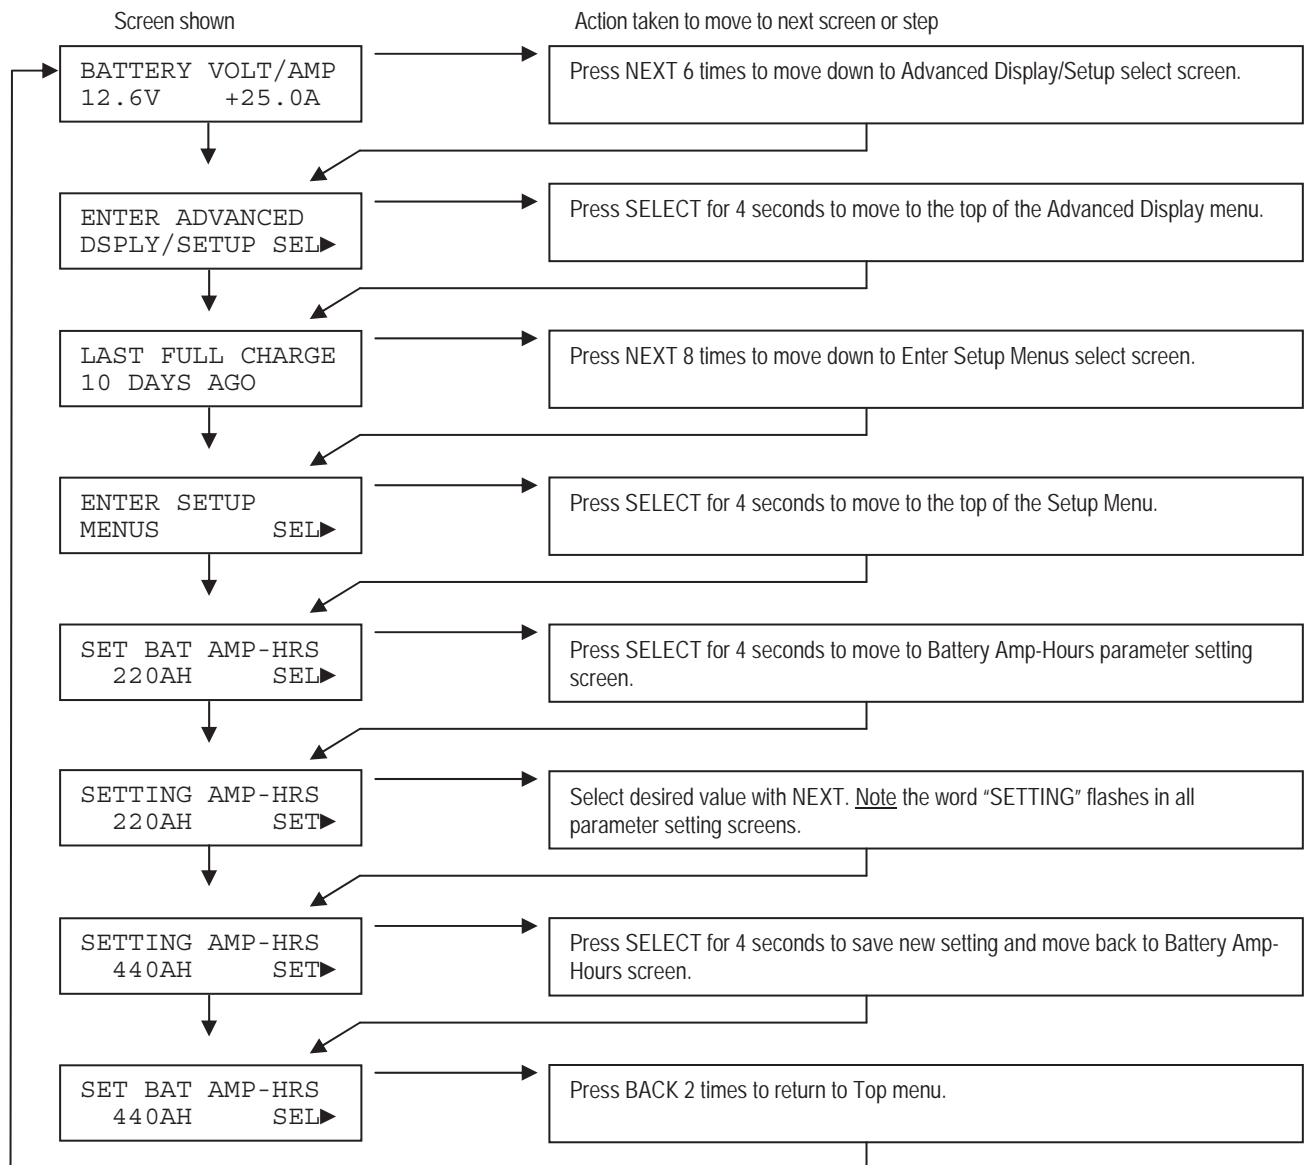 Screen shown
Action taken to move to next screen or step
BATTERY VOLT/AMP
12.6V +25.0A
Press NEXT 6 times to move down to Advanced Display/Setup select screen.
ENTER ADVANCED
DSPLY/SETUP SEL►
Press SELECT for 4 seconds to move to the top of the Advanced Display menu.
LAST FULL CHARGE
10 DAYS AGO
Press NEXT 8 times to move down to Enter Setup Menus select screen.
ENTER SETUP
MENUS SEL►
Press SELECT for 4 seconds to move to the top of the Setup Menu.
SET BAT AMP-HRS
220AH SEL►
Press SELECT for 4 seconds to move to Battery Amp-Hours parameter setting
screen.
SETTING AMP-HRS
220AH SET►
Select desired value with NEXT. Note the word “SETTING” flashes in all
parameter setting screens.
SETTING AMP-HRS
440AH SET►
Press SELECT for 4 seconds to save new setting and move back to Battery Amp-
Hours screen.
SET BAT AMP-HRS
440AH SEL►
Press BACK 2 times to return to Top menu.